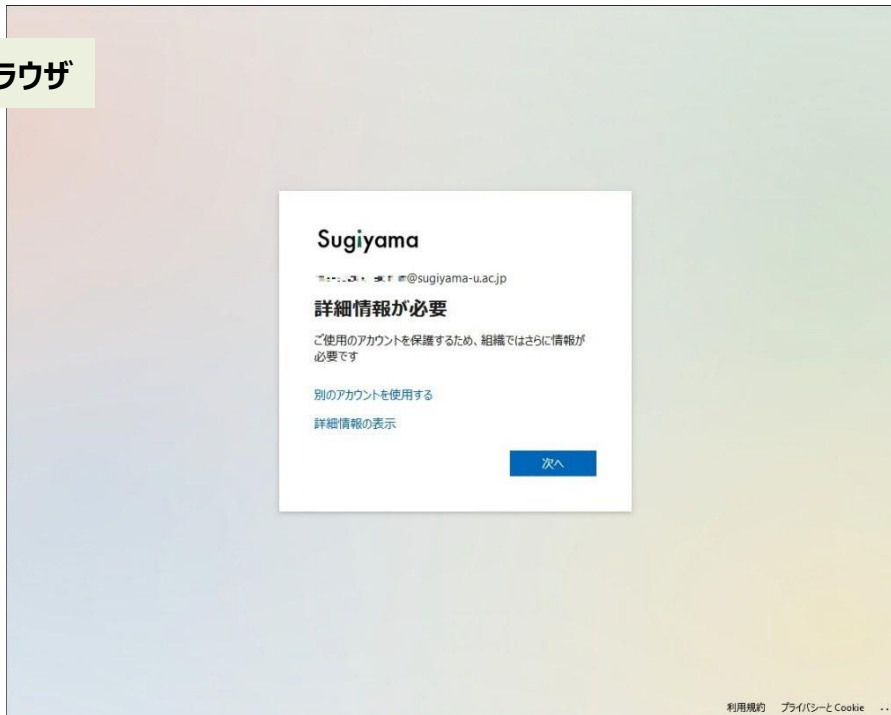 ラウザ
Sugiyama
@sugiyama-u.ac.jp
詳細情報が必要
ご使用のアカウントを保護するため、組織ではさらに情報が
必要です
別のアカウントを使用する
詳細情報の表示
次へ
利用規約 プライバシーと Cookie